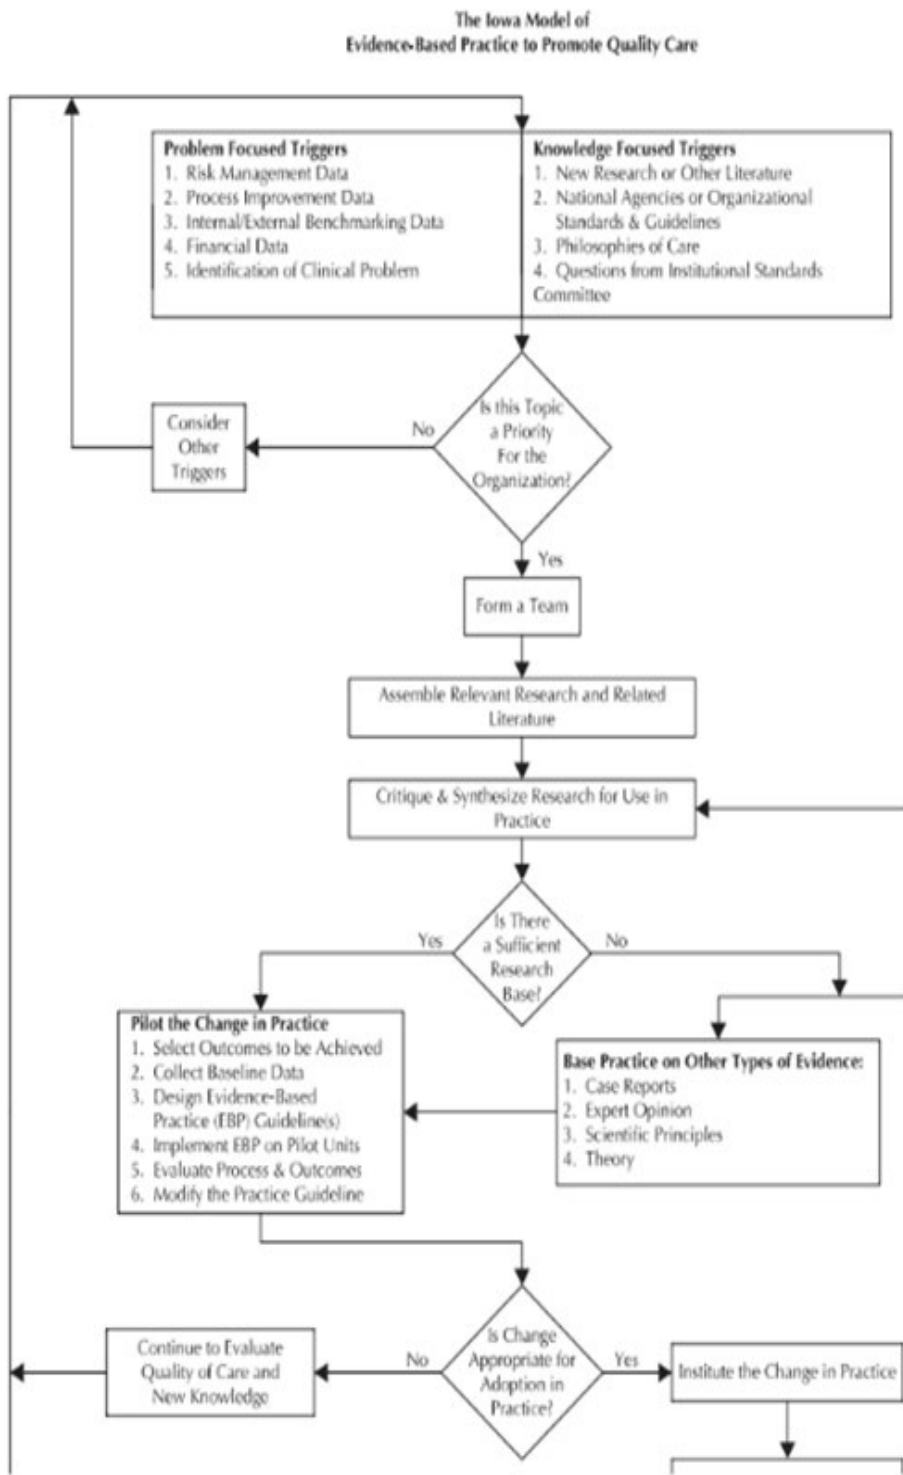 The Iowa Model of
Evidence-Based Practice to Promote Quality Care
Problem Focused Triggers
1. Risk Management Data
2. Process Improvement Data
3. Internal/External Benchmarking Data
4. Financial Data
5. Identification of Clinical Problem
Knowledge Focused Triggers
1. New Research or Other Literature
2. National Agencies or Organizational
Standards & Guidelines
3. Philosophies of Care
4. Questions from Institutional Standards
Committee
Consider
Other
Triggers
No
Is this Topic
a Priority
For the
Organization?
Yes
Form a Team
Assemble Relevant Research and Related
Literature
Critique & Synthesize Research for Use in
Practice
Yes
Is There
a Sufficient
Research
Base?
No
Pilot the Change in Practice
1. Select Outcomes to be Achieved
2. Collect Baseline Data
3. Design Evidence-Based
Practice (EBP) Guideline(s)
4. Implement EBP on Pilot Units
5. Evaluate Process & Outcomes
6. Modify the Practice Guideline
Base Practice on Other Types of Evidence:
1. Case Reports
2. Expert Opinion
3. Scientific Principles
4. Theory
Continue to Evaluate
Quality of Care and
New Knowledge
No
Is Change
Appropriate for
Adoption in
Practice?
Yes
Institute the Change in Practice